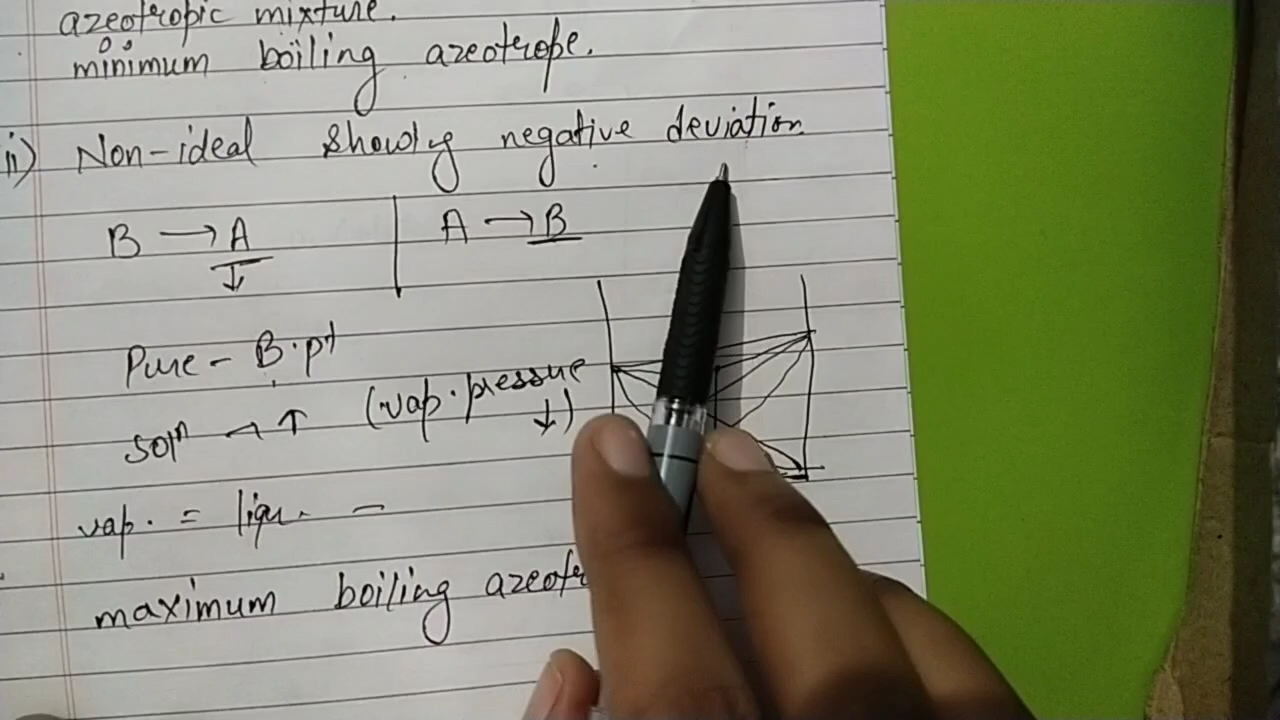 azeotropic mixture.
minimum boiling azeotrope.
ii) Non-ideal showing negative deviation
B → A | A → B
↓
Pure - B.pt
solⁿ → ↑ (vap. pressure ↓)
vap. = liqu. -
maximum boiling